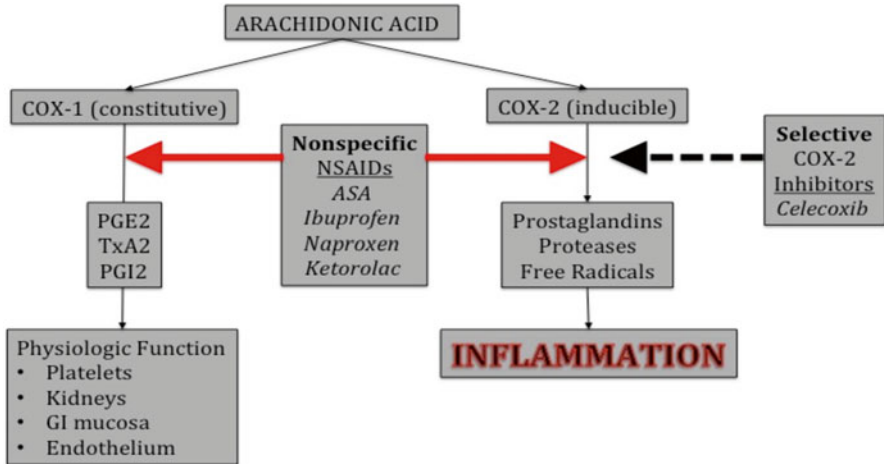 ARACHIDONIC ACID
COX-1 (constitutive)
COX-2 (inducible)
Nonspecific
NSAIDs
ASA
Ibuprofen
Naproxen
Ketorolac
Selective
COX-2
Inhibitors
Celecoxib
PGE2
TxA2
PGI2
Prostaglandins
Proteases
Free Radicals
Physiologic Function
• Platelets
• Kidneys
• GI mucosa
• Endothelium
INFLAMMATION